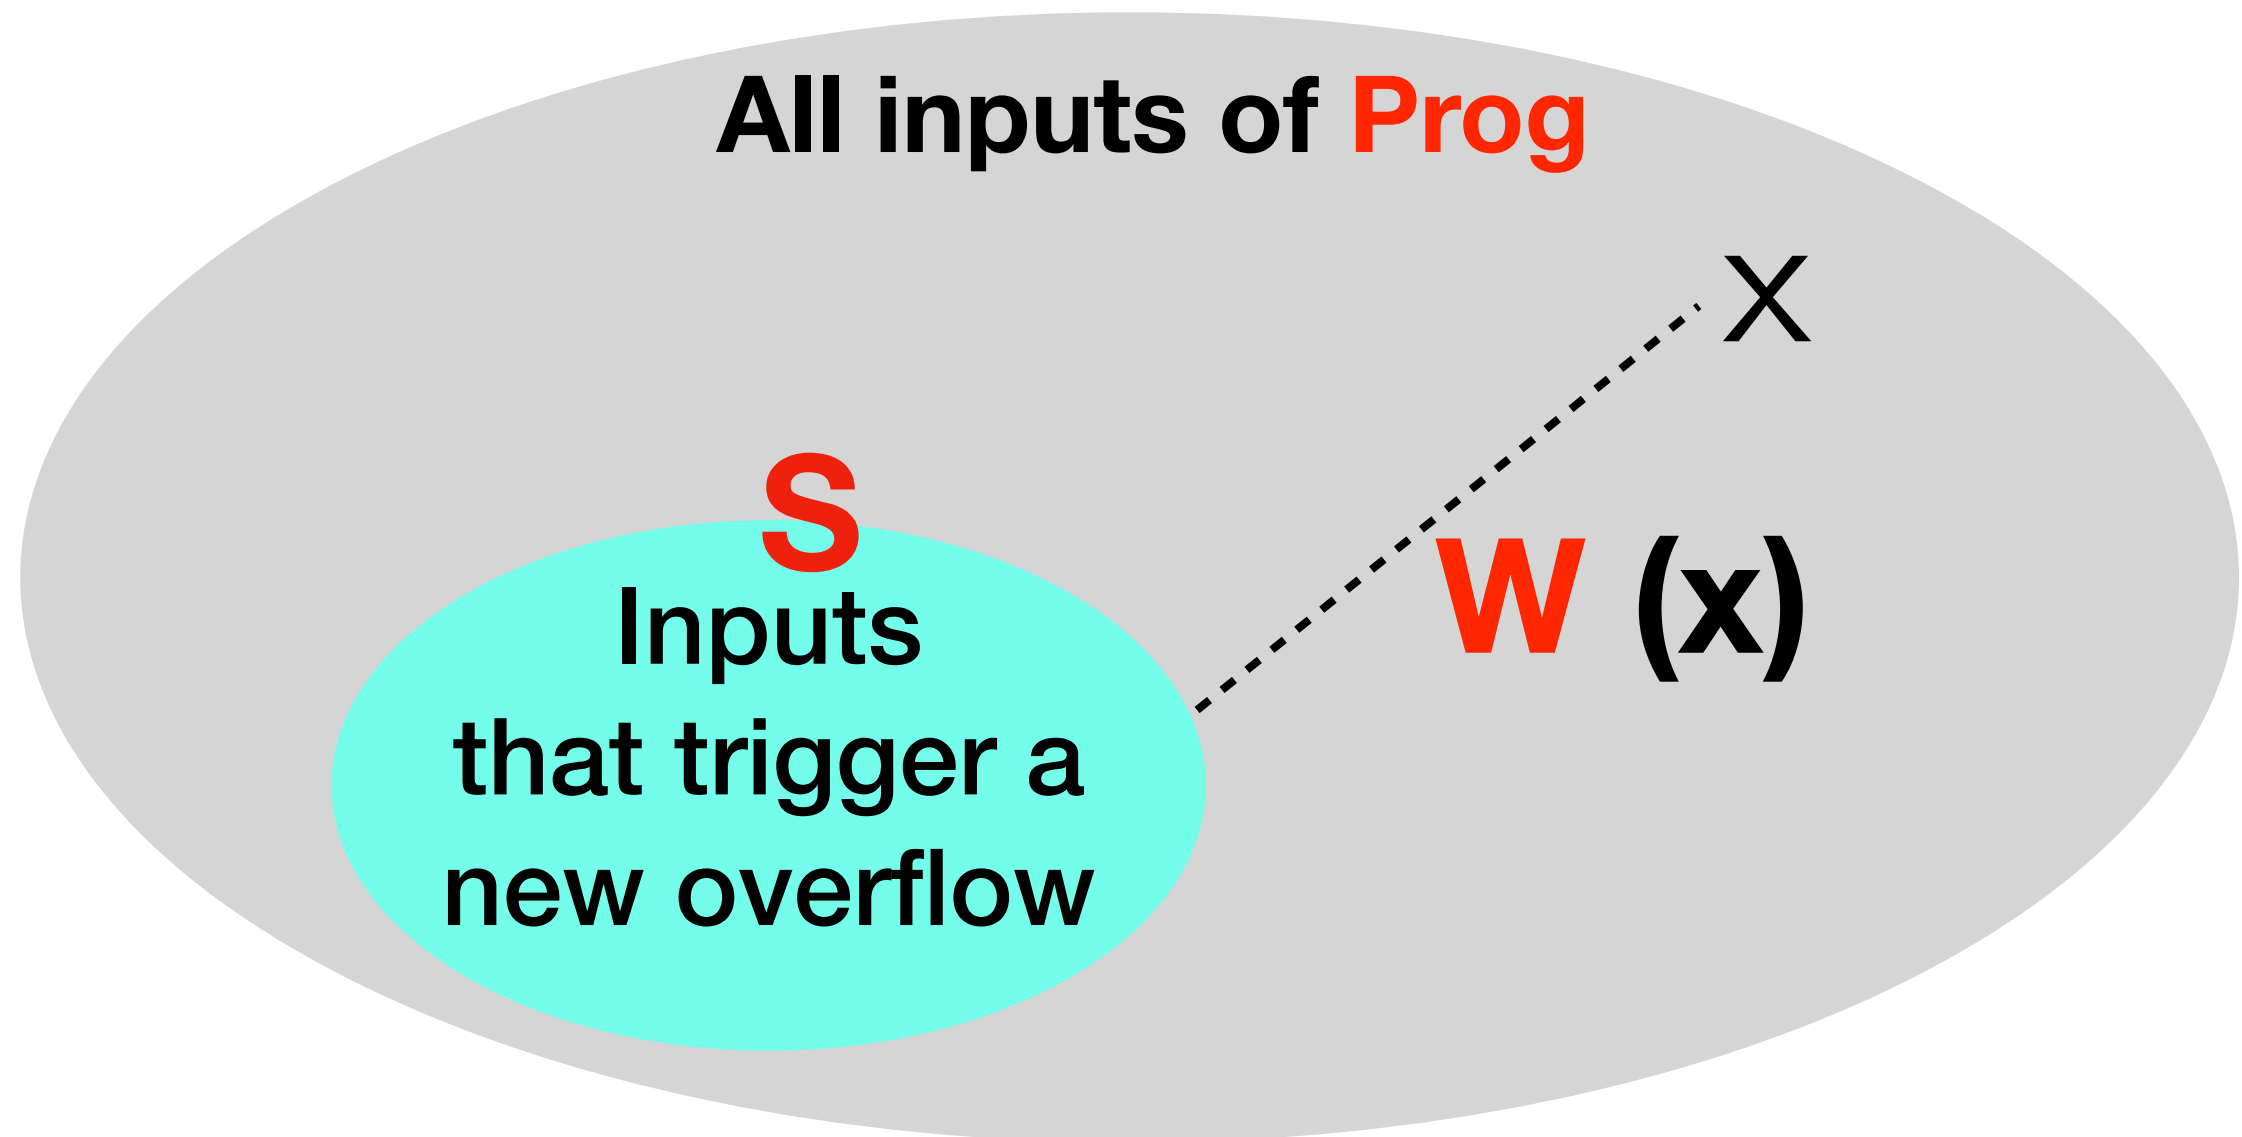 All inputs of Prog
X
S
W (x)
Inputs
that trigger a
new overflow